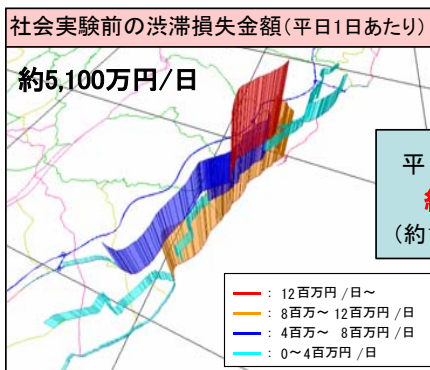 社会実験前の渋滞損失金額(平日1日あたり)
約5,100万円/日
平
(約
: 12百万円/日~
: 8百万~ 12百万円/日
: 4百万~ 8百万円/日
: 0~4百万円/日